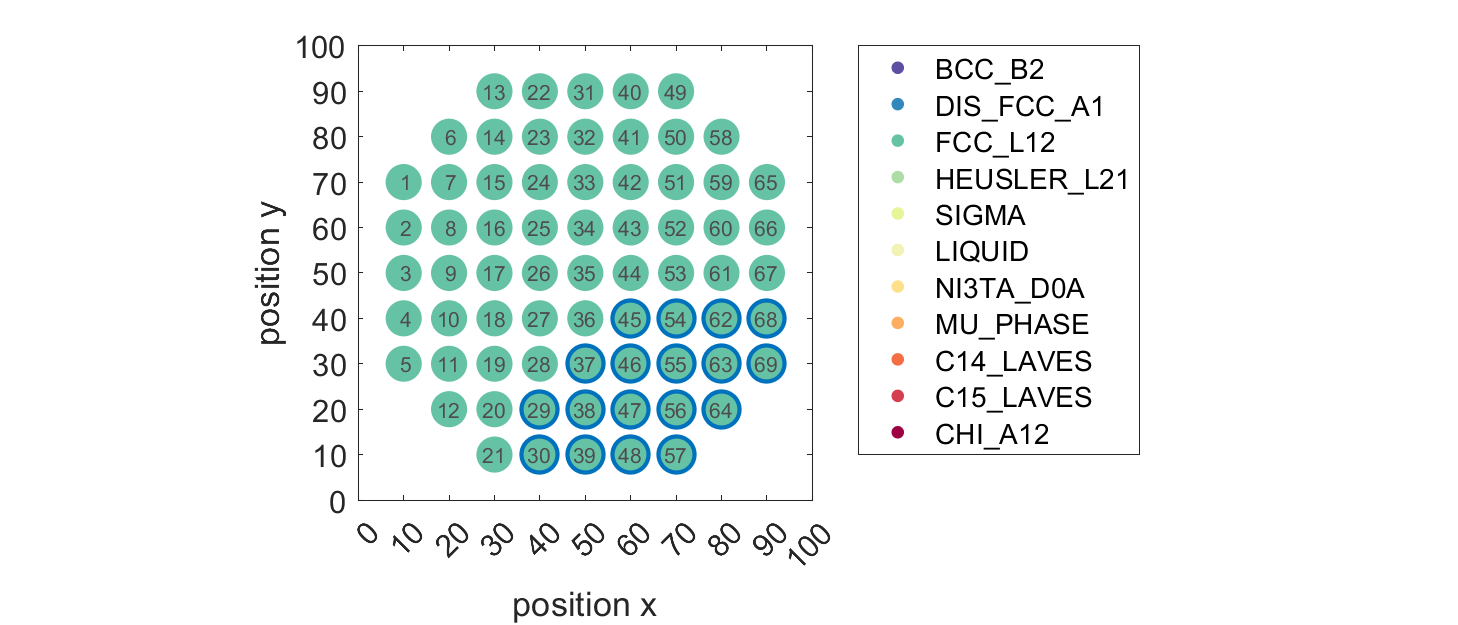 100
90
80
70
60
50
40
30
20
10
0
position y
13 22 31 40 49
6 14 23 32 41 50 58
1 7 15 24 33 42 51 59 65
2 8 16 25 34 43 52 60 66
3 9 17 26 35 44 53 61 67
4 10 18 27 36 45 54 62 68
5 11 19 28 37 46 55 63 69
12 20 29 38 47 56 64
21 30 39 48 57
0 10 20 30 40 50 60 70 80 90 100
position x
BCC_B2
DIS_FCC_A1
FCC_L12
HEUSLER_L21
SIGMA
LIQUID
NI3TA_D0A
MU_PHASE
C14_LAVES
C15_LAVES
CHI_A12